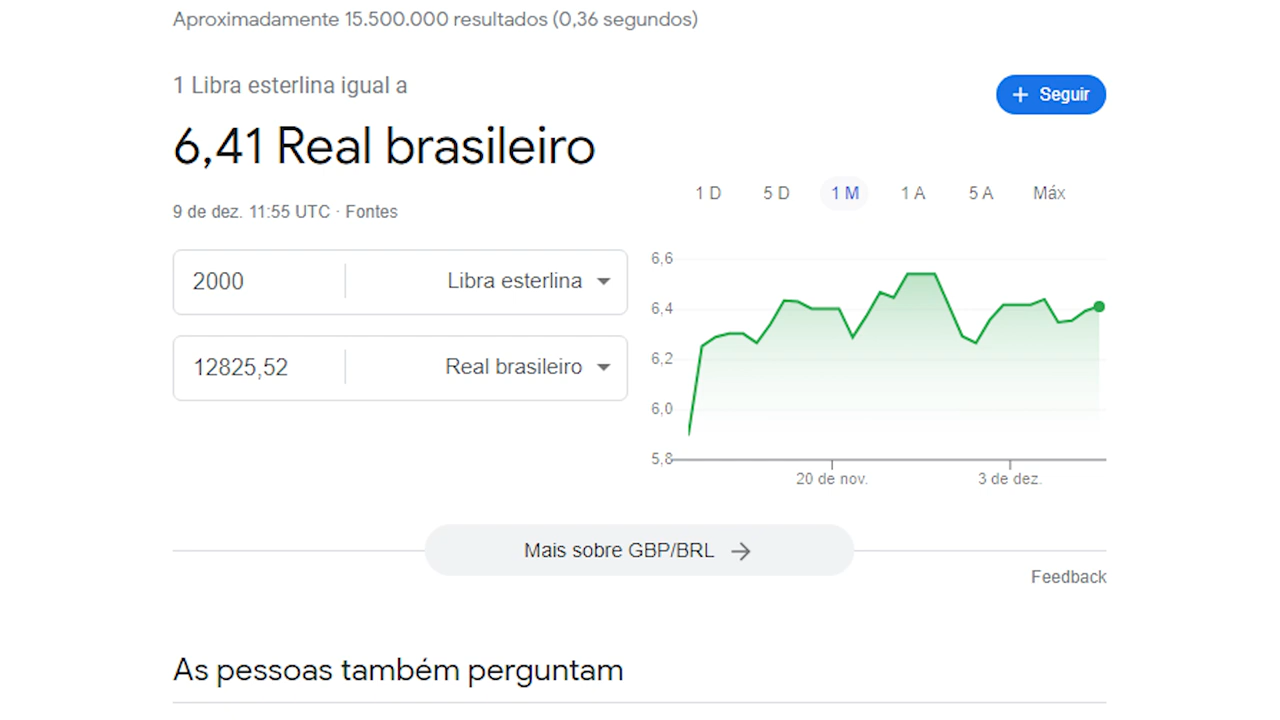 Aproximadamente 15.500.000 resultados (0,36 segundos)
1 Libra esterlina igual a
+ Seguir
6,41 Real brasileiro
9 de dez. 11:55 UTC · Fontes
1 D 5 D 1 M 1 A 5 A Máx
2000 Libra esterlina
12825,52 Real brasileiro
6,6
6,4
6,2
6,0
5,8
20 de nov. 3 de dez.
Mais sobre GBP/BRL →
Feedback
As pessoas também perguntam